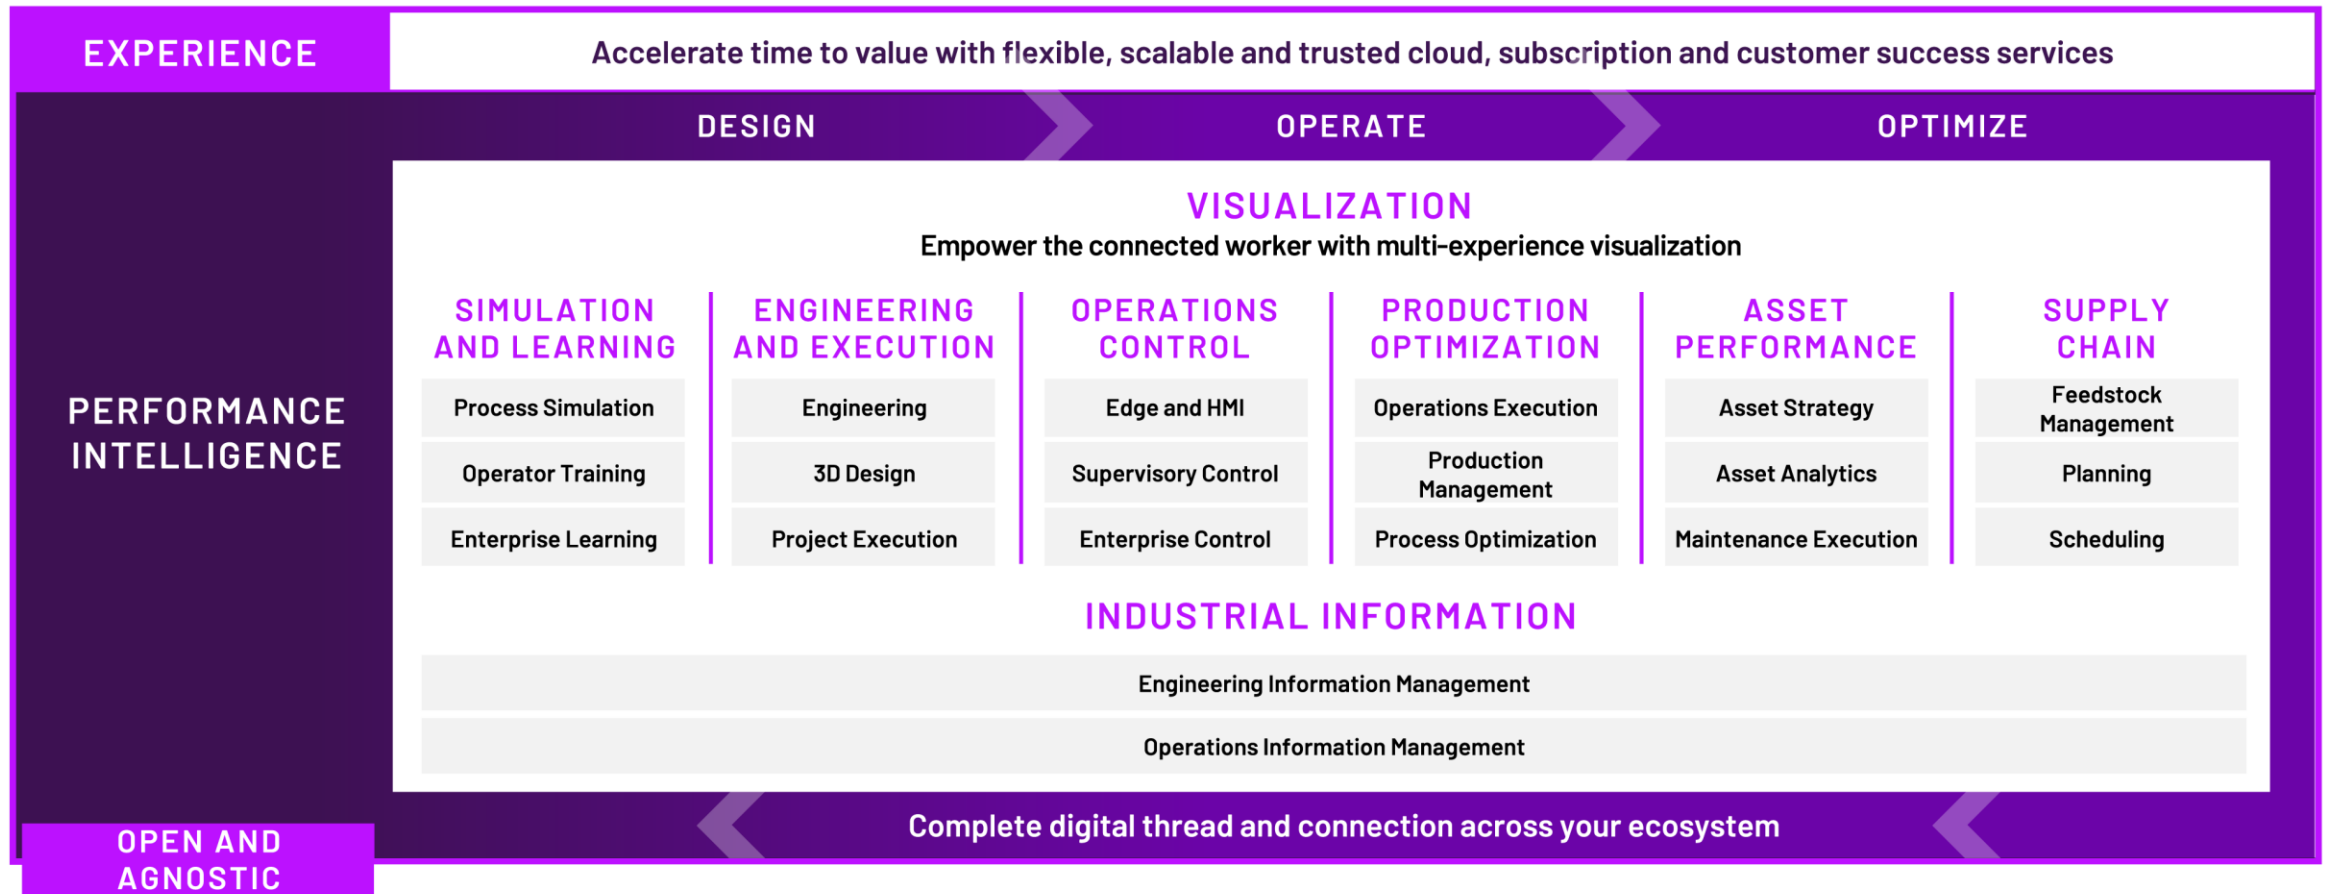 EXPERIENCE
Accelerate time to value with flexible, scalable and trusted cloud, subscription and customer success services
DESIGN
OPERATE
OPTIMIZE
PERFORMANCE
INTELLIGENCE
VISUALIZATION
Empower the connected worker with multi-experience visualization
SIMULATION
AND LEARNING
Process Simulation
Operator Training
Enterprise Learning
ENGINEERING
AND EXECUTION
Engineering
3D Design
Project Execution
OPERATIONS
CONTROL
Edge and HMI
Supervisory Control
Enterprise Control
PRODUCTION
OPTIMIZATION
Operations Execution
Production
Management
Process Optimization
ASSET
PERFORMANCE
Asset Strategy
Asset Analytics
Maintenance Execution
SUPPLY
CHAIN
Feedstock
Management
Planning
Scheduling
INDUSTRIAL INFORMATION
Engineering Information Management
Operations Information Management
OPEN AND
AGNOSTIC
Complete digital thread and connection across your ecosystem